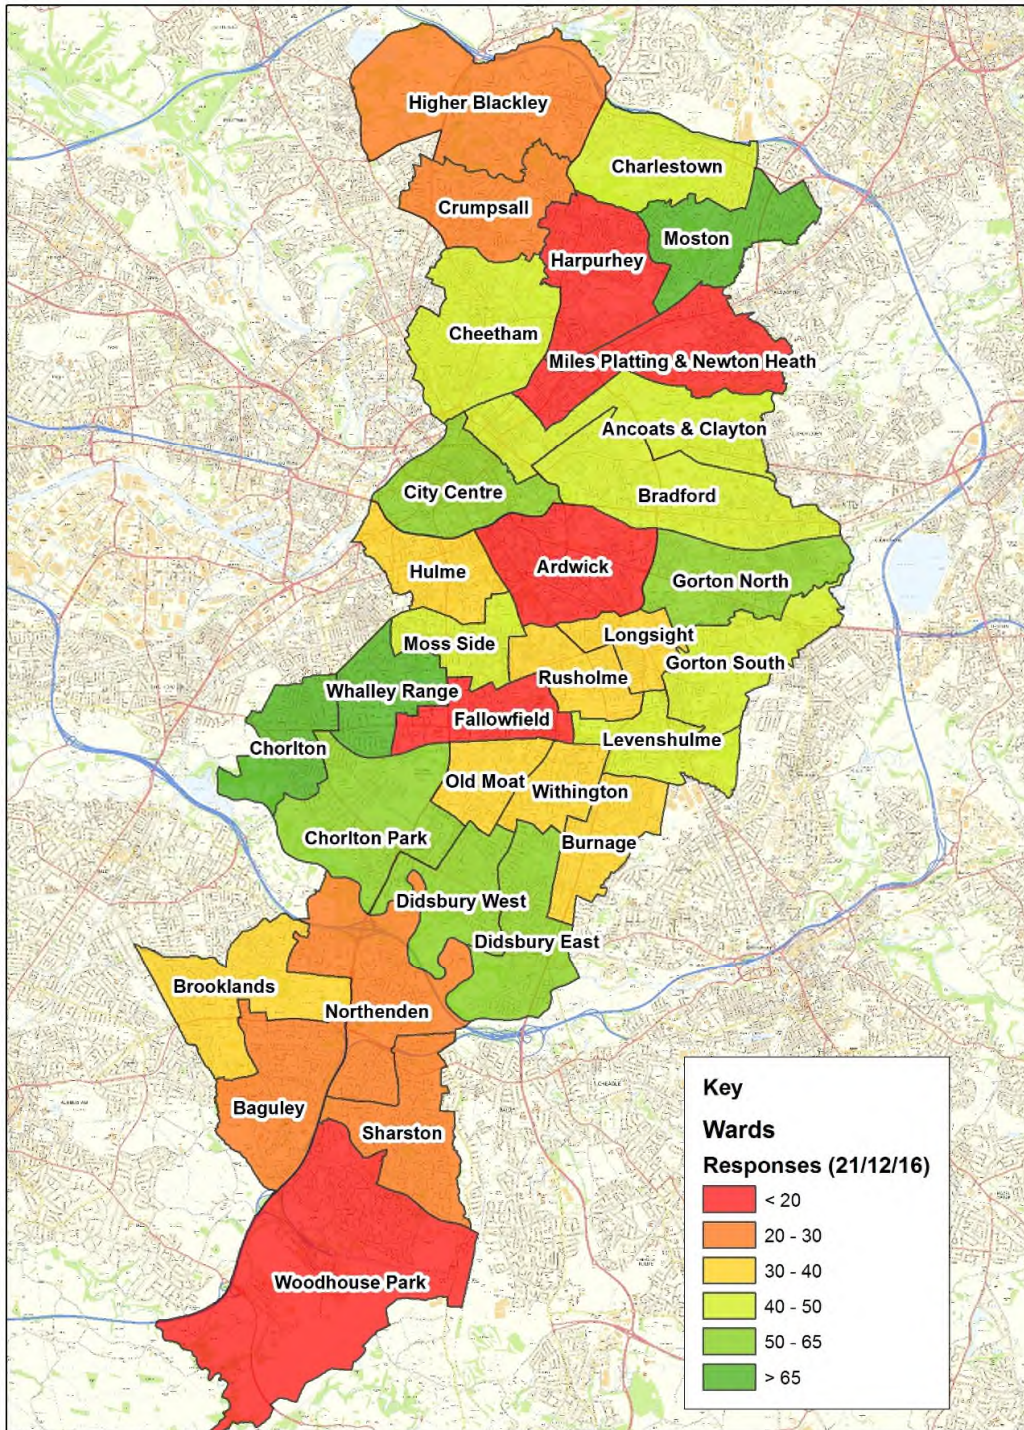 Higher Blackley
Charlestown
Crumpsall
Moston
Harpurhey
Cheetham
Miles Platting & Newton Heath
Ancoats & Clayton
City Centre
Bradford
Ardwick
Hulme
Gorton North
Longsight
Moss Side
Gorton South
Rusholme
Whalley Range
Fallowfield
Levenshulme
Chorlton
Old Moat
Withington
Chorlton Park
Burnage
Didsbury West
Didsbury East
Brooklands
Northenden
Baguley
Sharston
Woodhouse Park
Key
Wards
Responses (21/12/16)
< 20
20 - 30
30 - 40
40 - 50
50 - 65
> 65